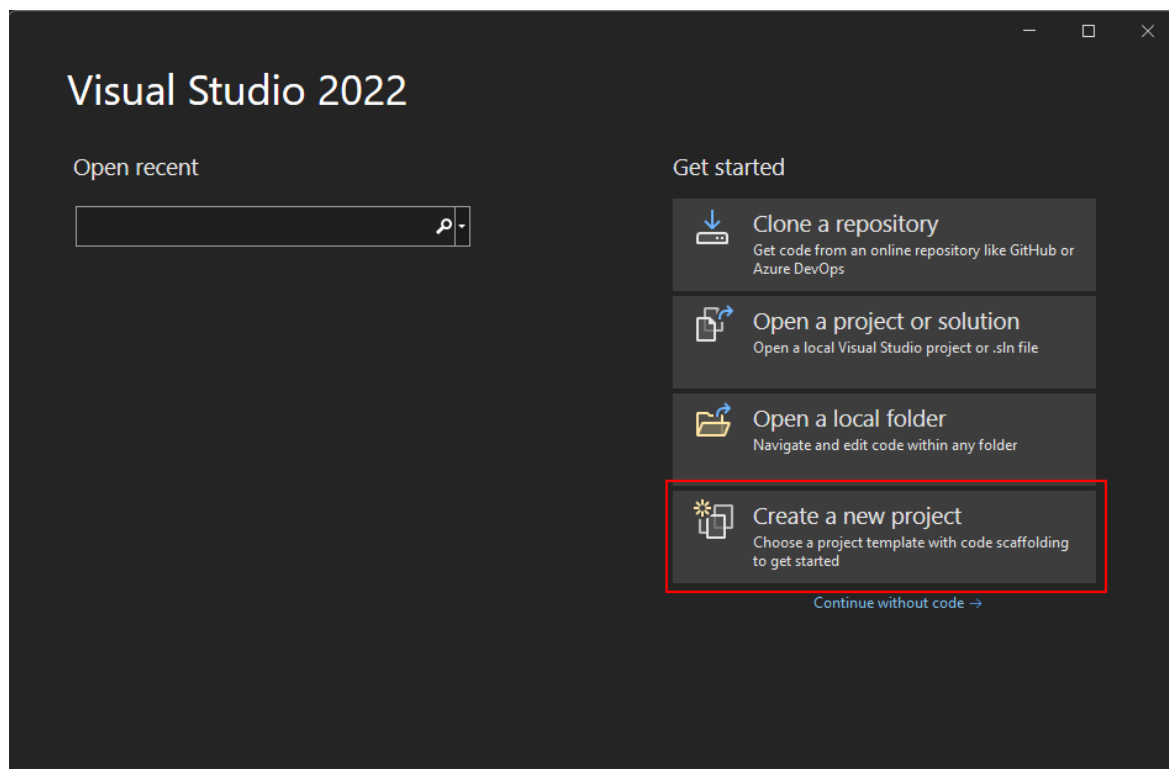 Visual Studio 2022
Open recent
Get started
Clone a repository
Get code from an online repository like GitHub or
Azure DevOps
Open a project or solution
Open a local Visual Studio project or .sln file
Open a local folder
Navigate and edit code within any folder
Create a new project
Choose a project template with code scaffolding
to get started
Continue without code →